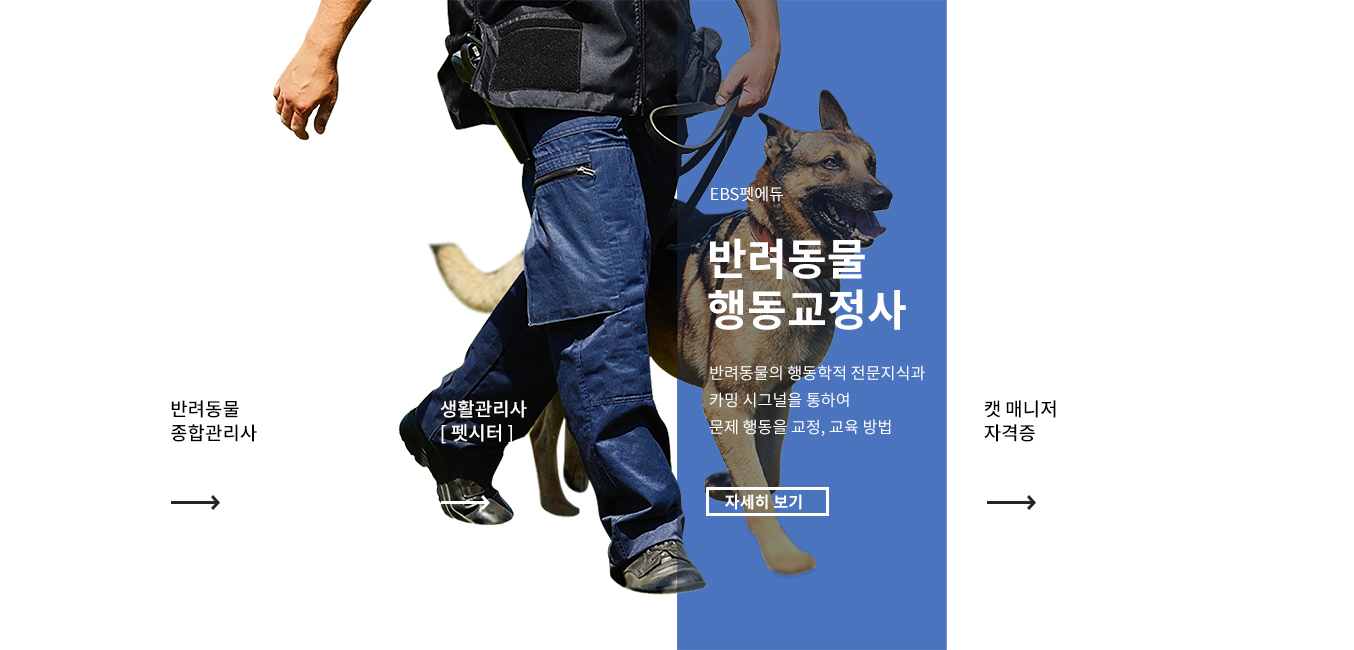 반려동물
종합관리사
생활관리사
[ 펫시터 ]
EBS펫에듀
반려동물
행동교정사
반려동물의 행동학적 전문지식과
카밍 시그널을 통하여
문제 행동을 교정, 교육 방법
자세히 보기
캣 매니저
자격증